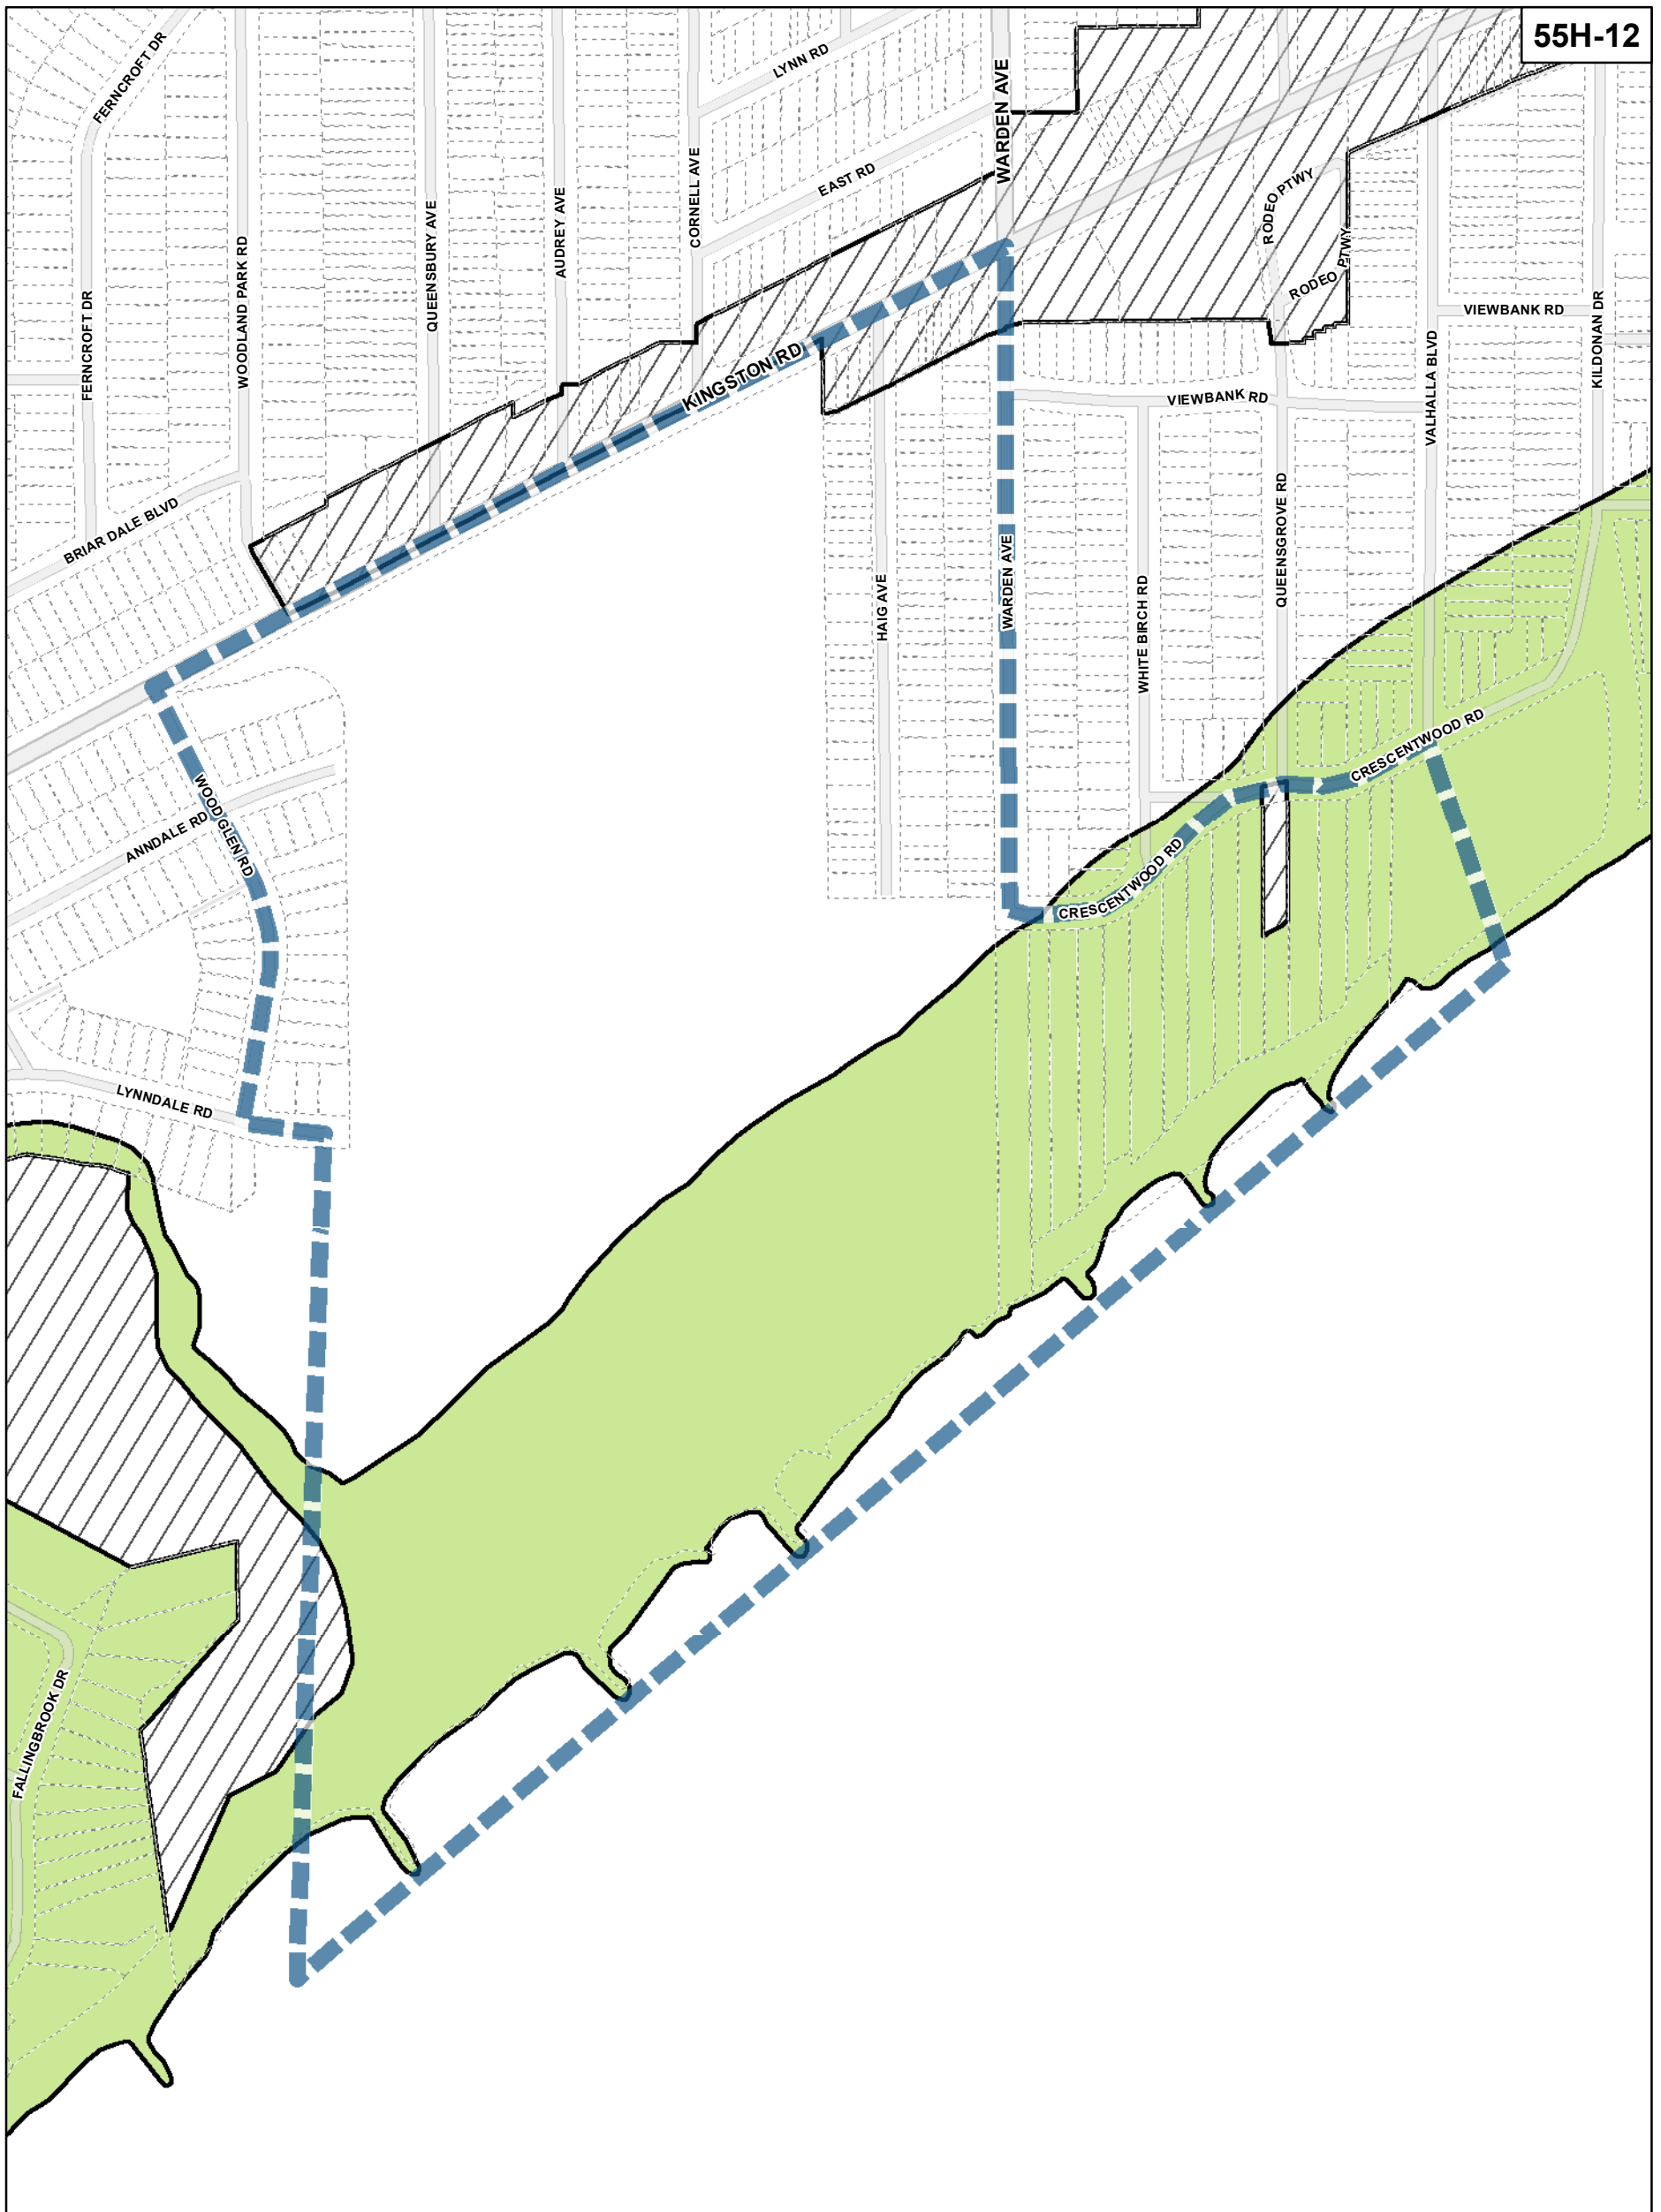 55H-12
FERNCROFT DR
LYNN RD
WARDEN AVE
EAST RD
CORNELL AVE
RODEO PTWY
AUDREY AVE
QUEENSBURY AVE
WOODLAND PARK RD
RODEO PTWY
FERNCROFT DR
VIEWBANK RD
KILDONAN DR
VALHALLA BLVD
KINGSTON RD
VIEWBANK RD
BRIAR DALE BLVD
QUEENSGROVE RD
WARDEN AVE
HAIG AVE
WHITE BIRCH RD
CRESCENTWOOD RD
WOOD GLEN RD
ANNDALE RD
CRESCENTWOOD RD
LYNNDALE RD
FALLINGBROOK DR